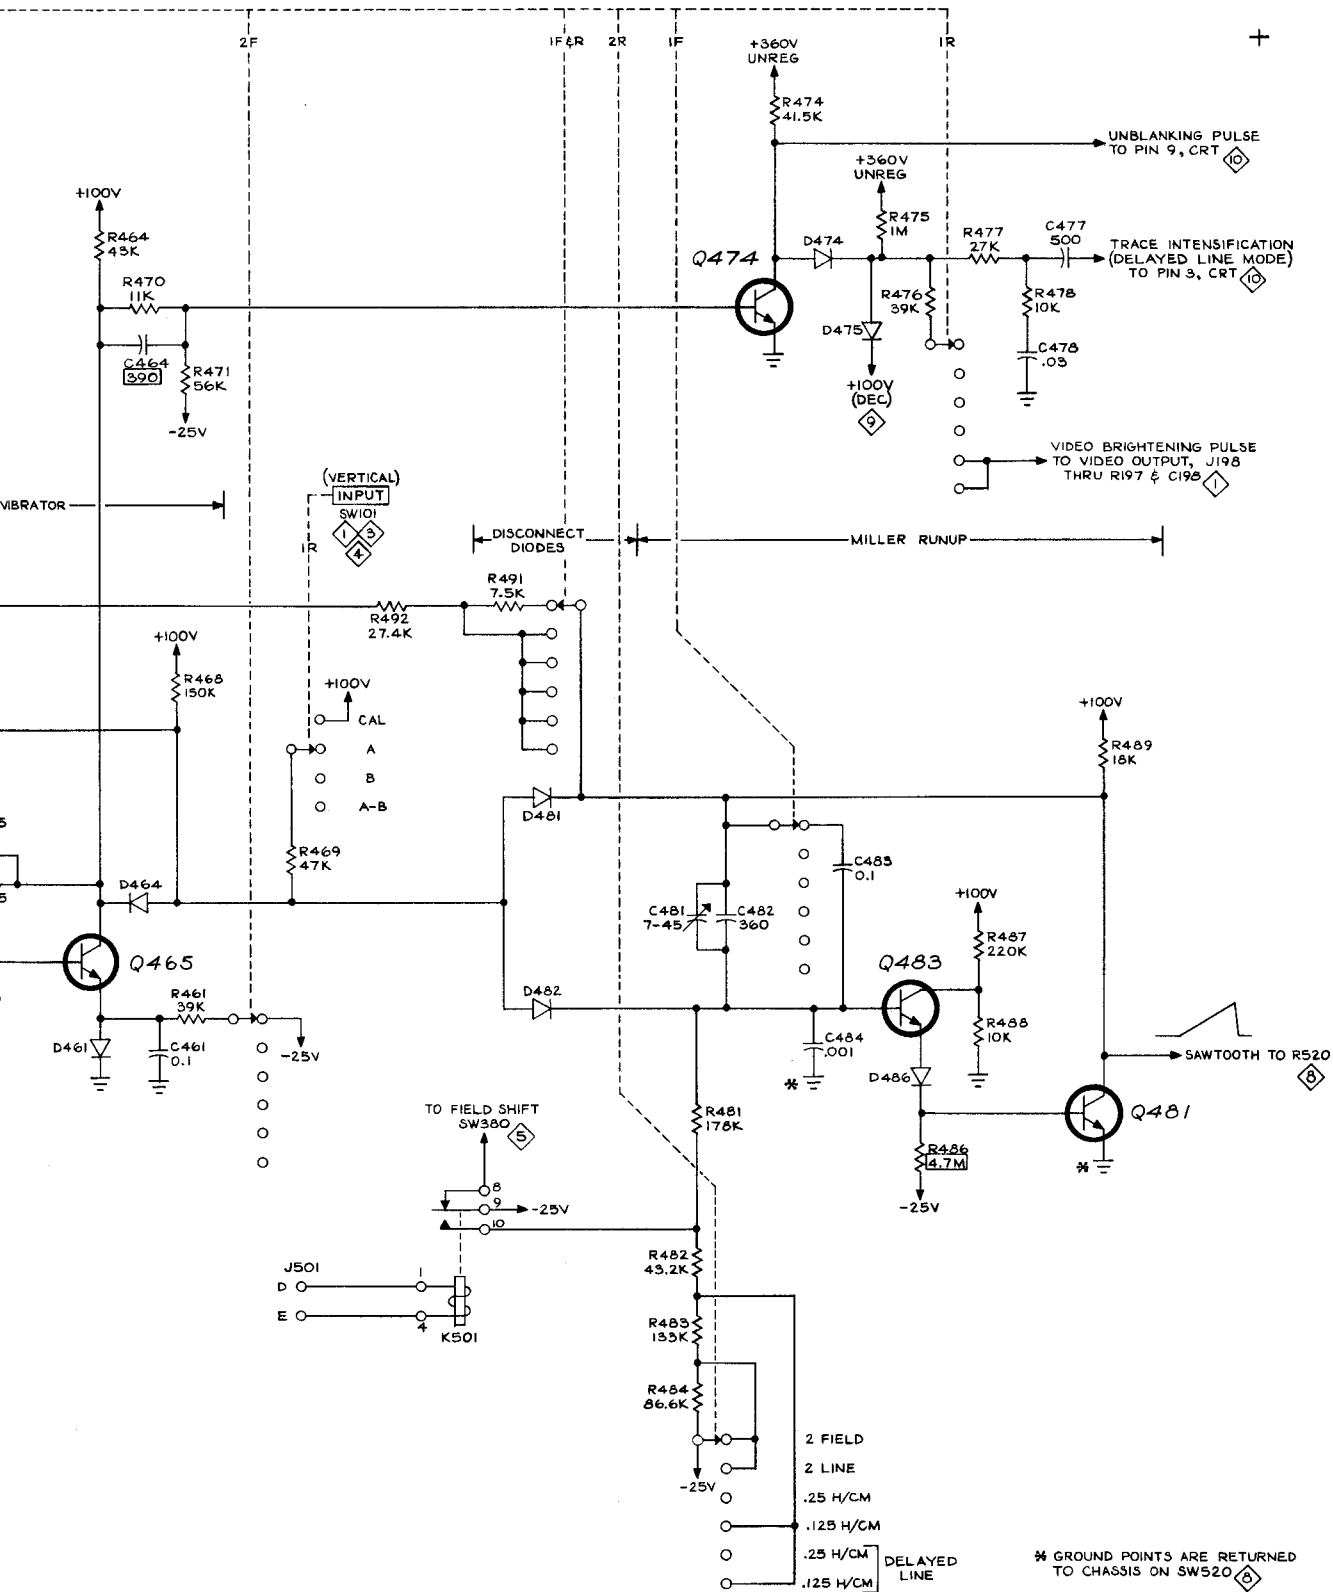 2F
1F & R
2R
1F
1R
+360V
UNREG
R474
41.5K
UNBLANKING PULSE
TO PIN 9, CRT 10
+360V
UNREG
+100V
R464
43K
R475
1M
R477
27K
C477
500
D474
Q474
TRACE INTENSIFICATION
(DELAYED LINE MODE)
TO PIN 3, CRT 10
R470
11K
R476
39K
R478
10K
D475
C464
390
R471
56K
C478
.03
+100V
(DEC)
9
-25V
VIDEO BRIGHTENING PULSE
TO VIDEO OUTPUT, J198
THRU R197 & C198 1
(VERTICAL)
INPUT
SW101
1 3
4
VIBRATOR
1R
DISCONNECT
DIODES
MILLER RUNUP
R491
7.5K
R492
27.4K
+100V
R468
150K
+100V
CAL
A
B
A-B
+100V
R489
18K
D481
5
R469
47K
C483
0.1
D464
5
C481
7-45
C482
360
+100V
R487
220K
Q465
Q483
R461
39K
D482
R488
10K
D461
C461
0.1
-25V
C484
.001
*
D486
SAWTOOTH TO R520
8
TO FIELD SHIFT
SW380 5
R481
178K
Q481
R486
4.7M
*
8
9
-25V
10
-25V
J501
D
1
E
4
K501
R482
43.2K
R483
133K
R484
86.6K
-25V
2 FIELD
2 LINE
.25 H/CM
.125 H/CM
.25 H/CM
.125 H/CM
DELAYED
LINE
* GROUND POINTS ARE RETURNED
TO CHASSIS ON SW520 8